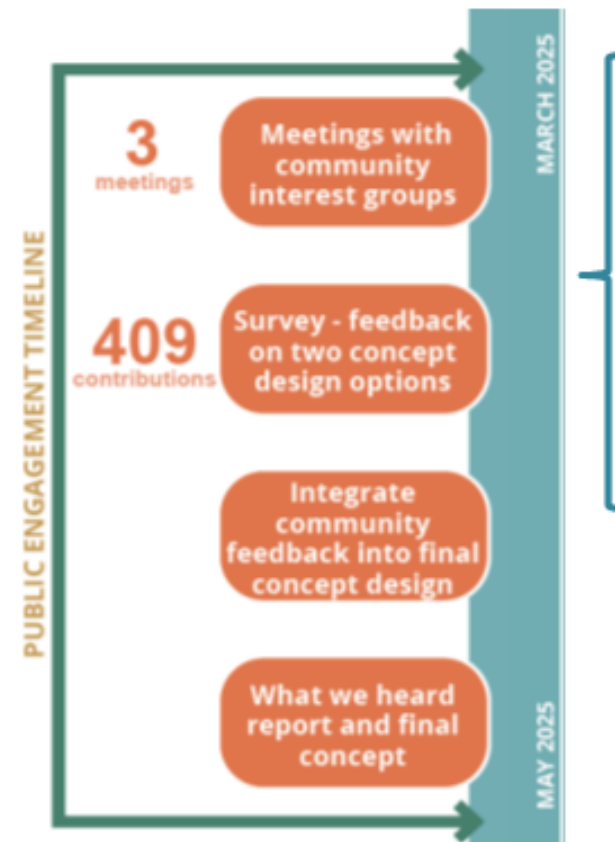 PUBLIC ENGAGEMENT TIMELINE
MARCH 2025
3
meetings
Meetings with
community
interest groups
409
contributions
Survey - feedback
on two concept
design options
Integrate
community
feedback into final
concept design
What we heard
report and final
concept
MAY 2025